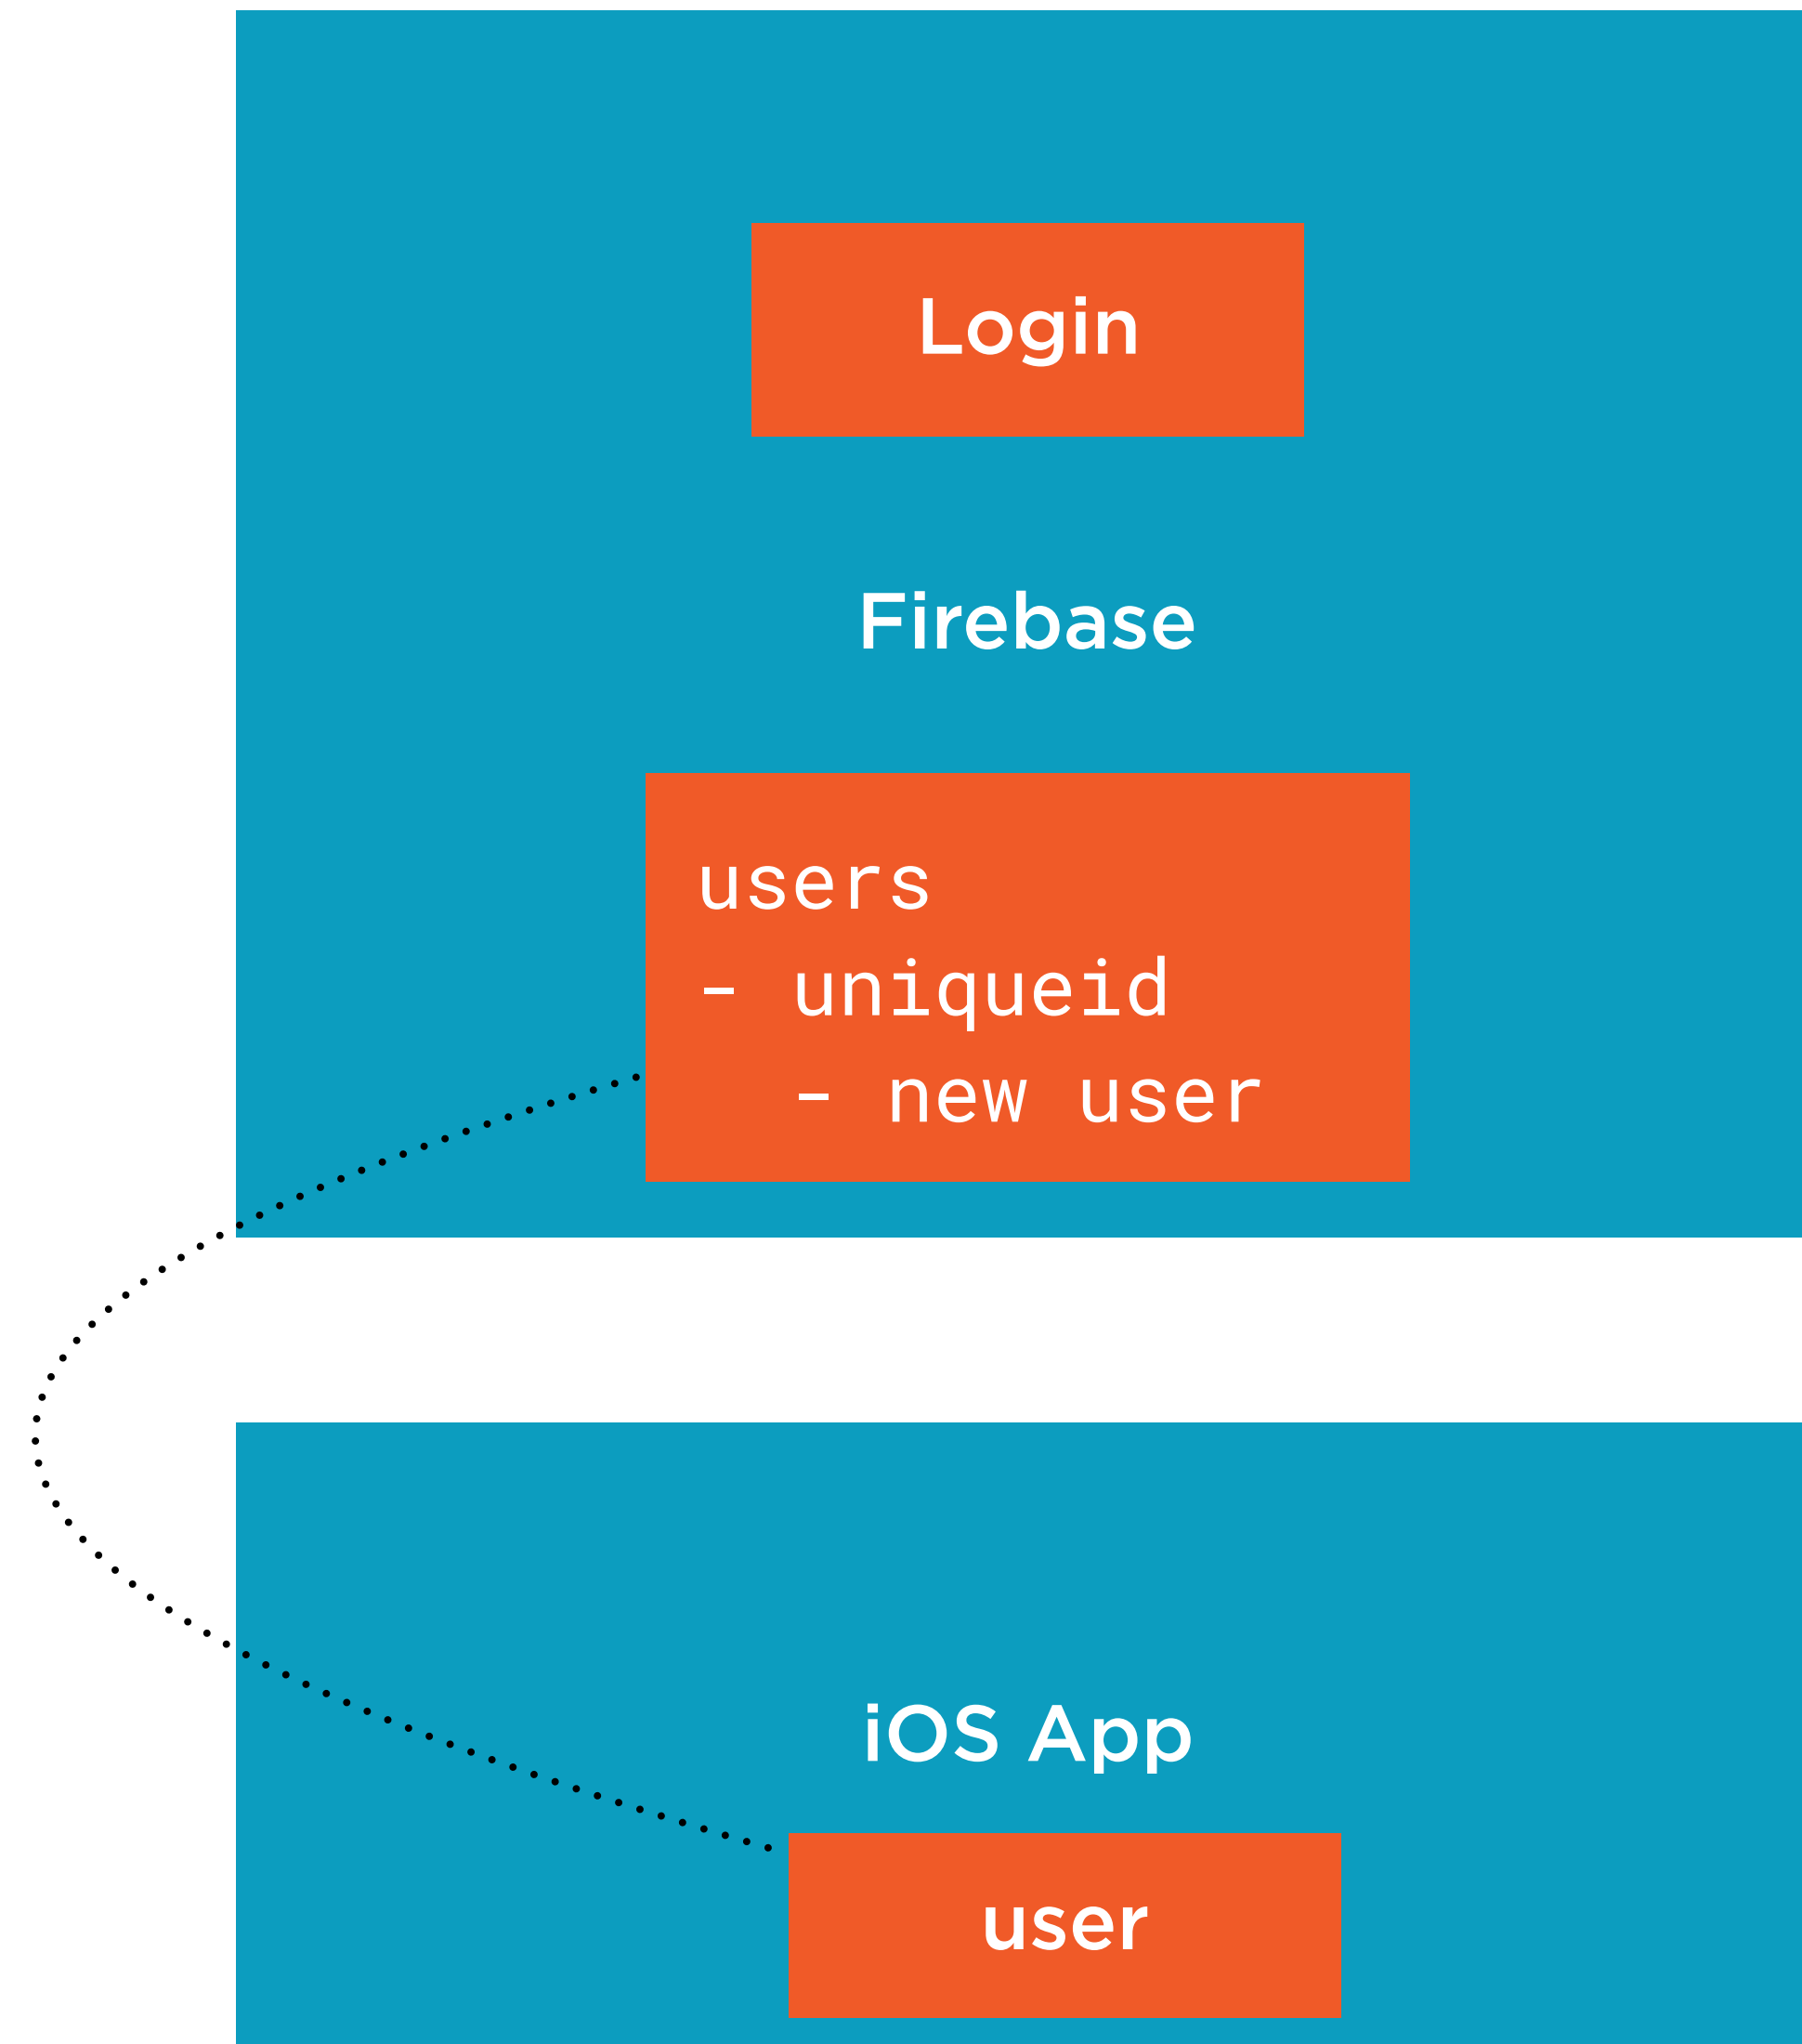 Login
Firebase
users
- uniqueid
- new user
iOS App
user